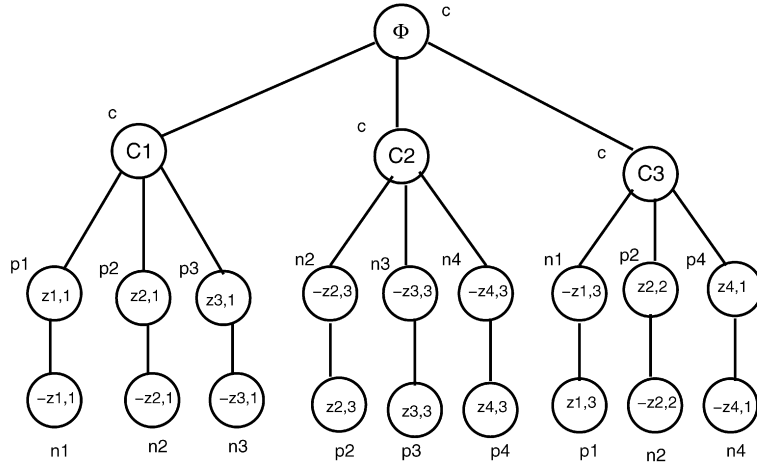 c
Φ
c
C1
c
C2
c
C3
p1
p2
p3
n2
n3
n4
n1
p2
p4
z1,1
z2,1
z3,1
-z2,3
-z3,3
-z4,3
-z1,3
z2,2
z4,1
-z1,1
-z2,1
-z3,1
z2,3
z3,3
z4,3
z1,3
-z2,2
-z4,1
n1
n2
n3
p2
p3
p4
p1
n2
n4